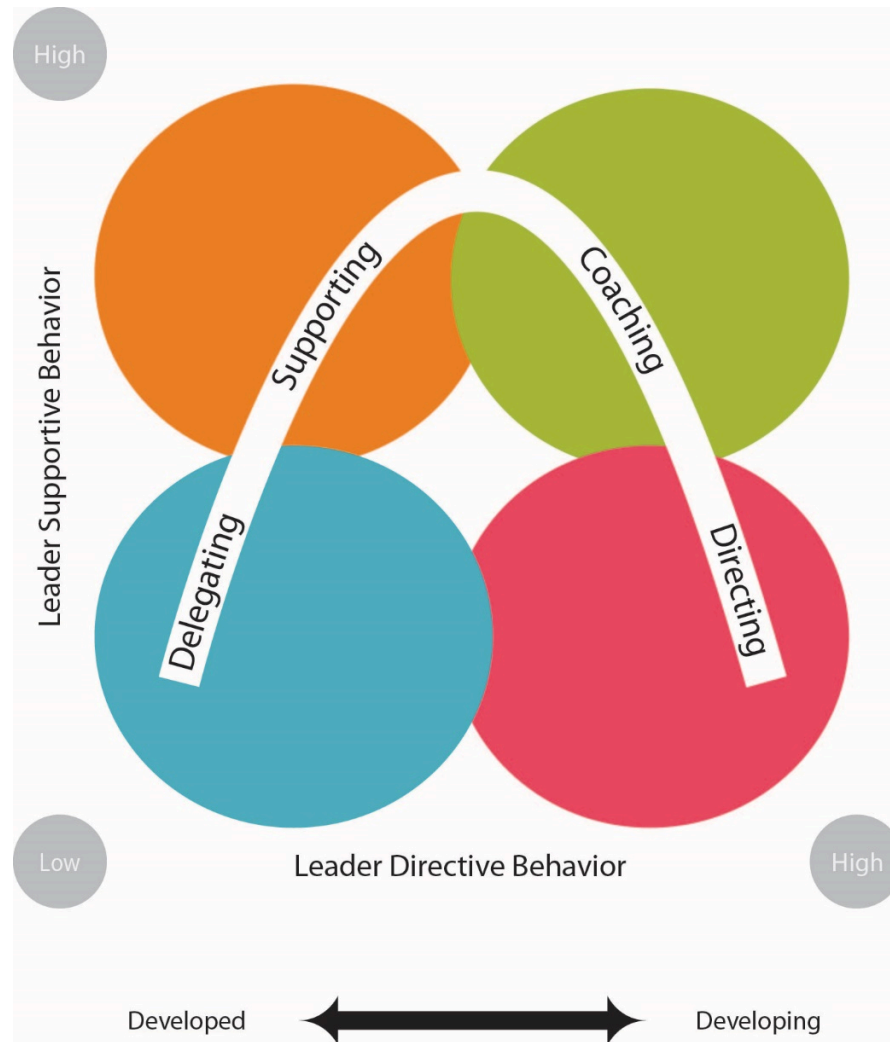 High
Leader Supportive Behavior
Supporting
Coaching
Delegating
Directing
Low
Leader Directive Behavior
High
Developed
Developing